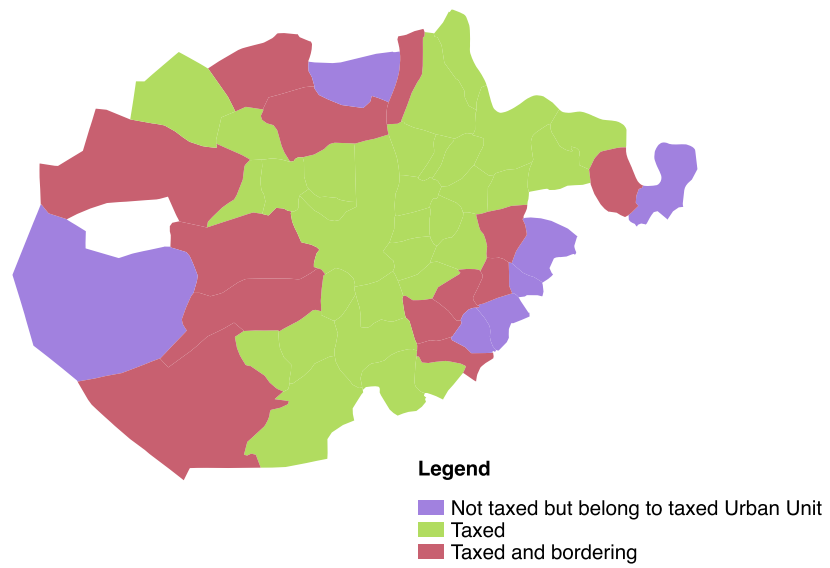 Legend
Not taxed but belong to taxed Urban Unit
Taxed
Taxed and bordering